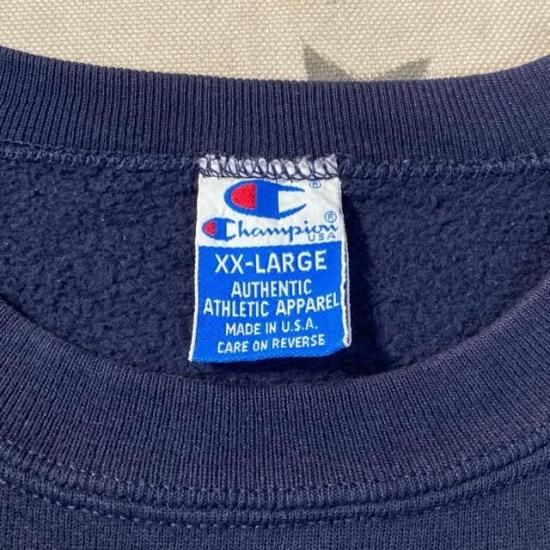 ®
Champion®
USA
XX-LARGE
AUTHENTIC
ATHLETIC APPAREL
MADE IN U.S.A.
CARE ON REVERSE